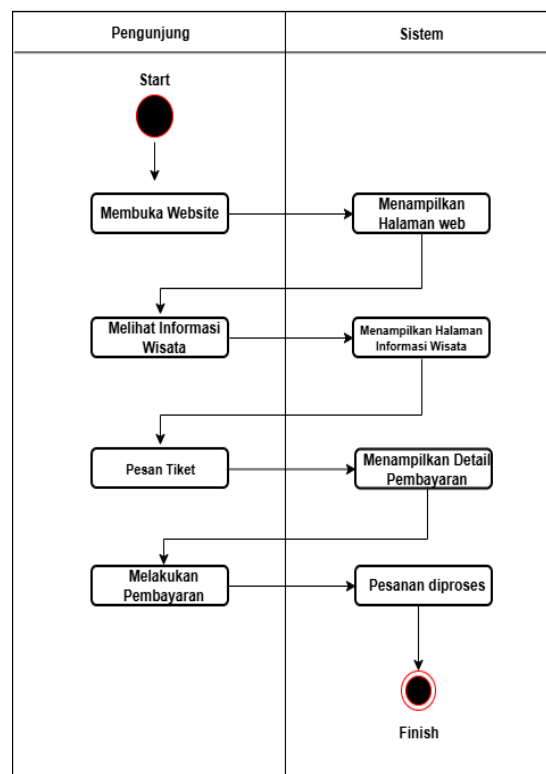 Pengunjung
Sistem
Start
Membuka Website
Menampilkan
Halaman web
Melihat Informasi
Wisata
Menampilkan Halaman
Informasi Wisata
Pesan Tiket
Menampilkan Detail
Pembayaran
Melakukan
Pembayaran
Pesanan diproses
Finish